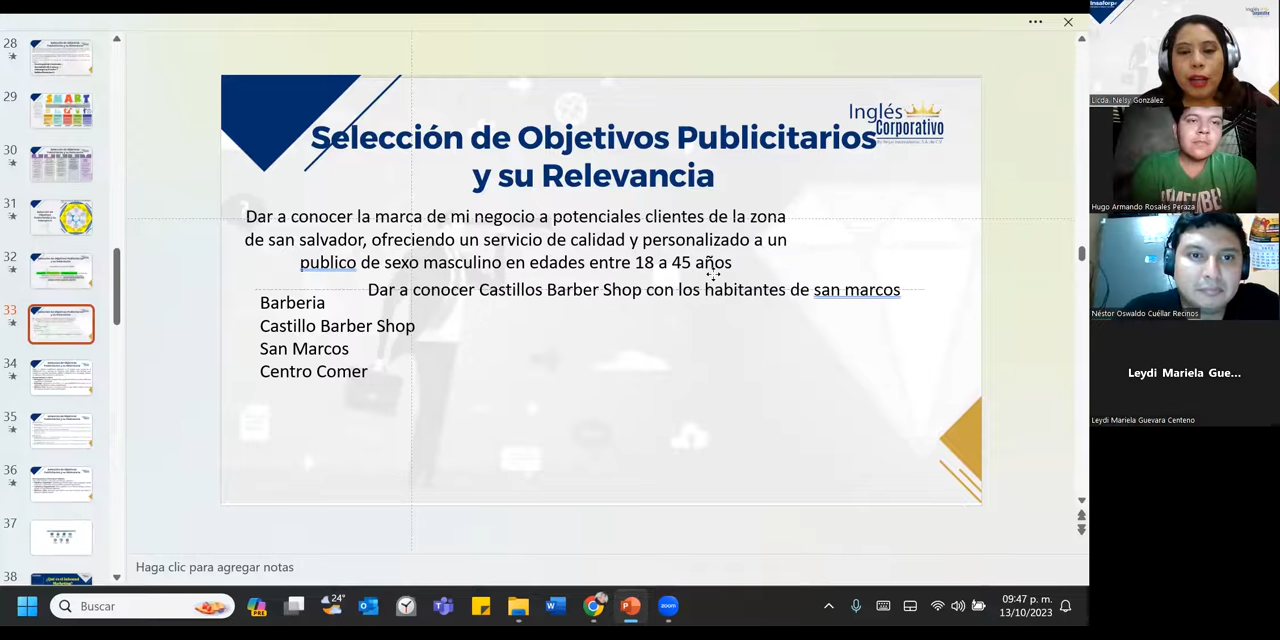 28
29
SMART
30
31
32
33
34
35
36
37
38
Inglés
Corporativo
Selección de Objetivos Publicitarios
y su Relevancia
Dar a conocer la marca de mi negocio a potenciales clientes de la zona
de san salvador, ofreciendo un servicio de calidad y personalizado a un
publico de sexo masculino en edades entre 18 a 45 años
Dar a conocer Castillos Barber Shop con los habitantes de san marcos
Barberia
Castillo Barber Shop
San Marcos
Centro Comer
Haga clic para agregar notas
Buscar
PRE
24°
zoom
09:47 p. m.
13/10/2023
Insaforp
Licda. Nelsy González
Hugo Armando Rosales Peraza
Néstor Oswaldo Cuéllar Recinos
Leydi Mariela Gue...
Leydi Mariela Guevara Centeno